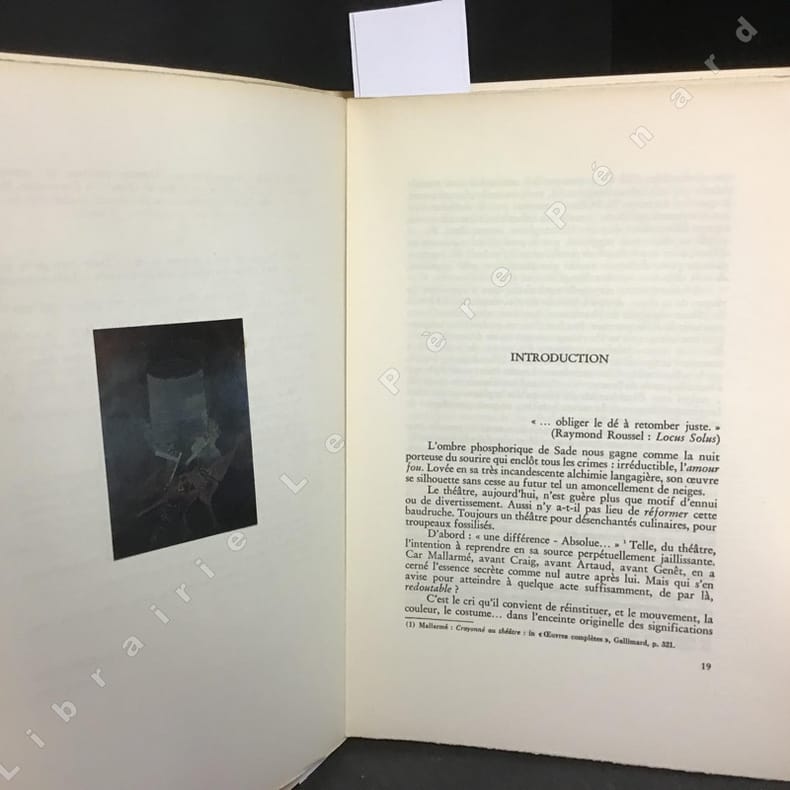 INTRODUCTION
« ... obliger le dé à retomber juste. »
(Raymond Roussel : Locus Solus)
L'ombre phosphorique de Sade nous gagne comme la nuit
porteuse du sourire qui enclôt tous les crimes : irréductible, l'amour
fou. Lovée en sa très incandescente alchimie langagière, son œuvre
se silhouette sans cesse au futur tel un amoncellement de neiges.
Le théâtre, aujourd'hui, n'est guère plus que motif d'ennui
ou de divertissement. Aussi n'y a-t-il pas lieu de réformer cette
baudruche. Toujours un théâtre pour désenchantés culinaires, pour
troupeaux fossilisés.
D'abord : « une différence - Absolue... » 1 Telle, du théâtre,
l'intention à reprendre en sa source perpétuellement jaillissante.
Car Mallarmé, avant Craig, avant Artaud, avant Genêt, en a
cerné l'essence secrète comme nul autre après lui. Mais qui s'en
avise pour atteindre à quelque acte suffisamment, de par là,
redoutable ?
C'est le cri qu'il convient de réinstituer, et le mouvement, la
couleur, le costume... dans l'enceinte originelle des significations
(1) Mallarmé : Crayonné au théâtre : in « Œuvres complètes », Gallimard, p. 321.
19
Librairie Le Père Pénard